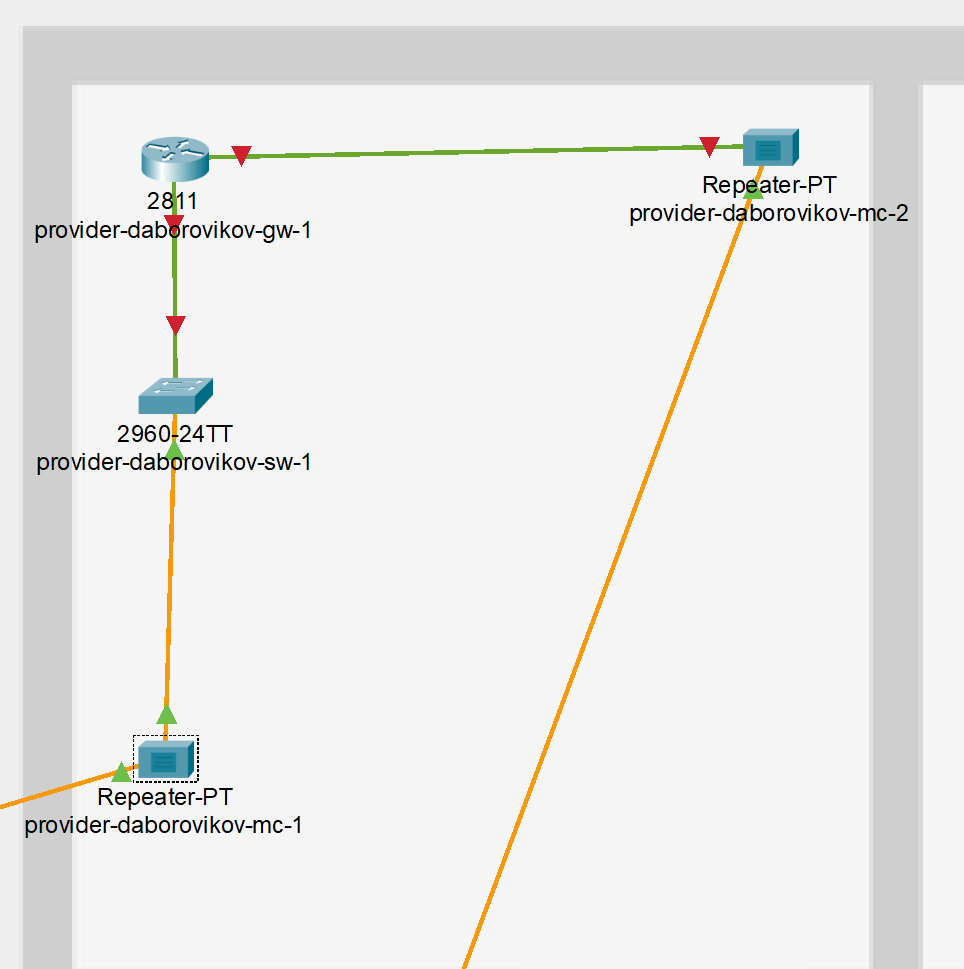 2811
provider-daborovikov-gw-1
Repeater-PT
provider-daborovikov-mc-2
2960-24TT
provider-daborovikov-sw-1
Repeater-PT
provider-daborovikov-mc-1